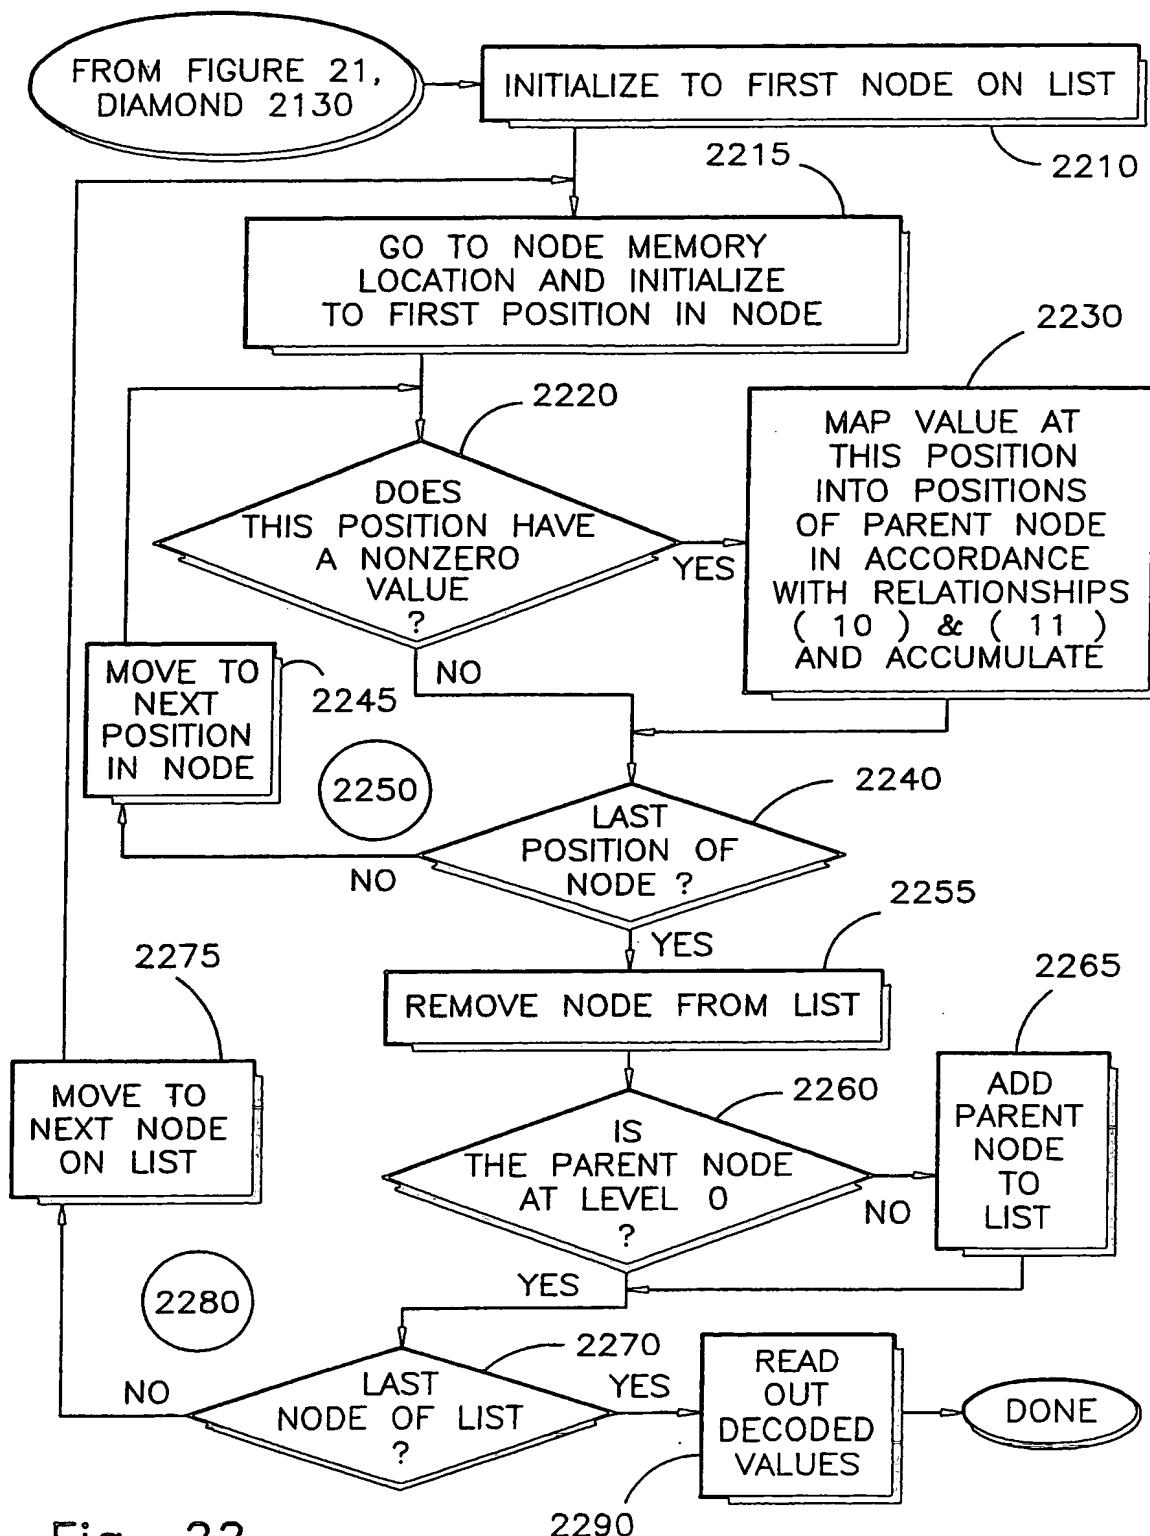 FROM FIGURE 21,
DIAMOND 2130
INITIALIZE TO FIRST NODE ON LIST
2210
2215
GO TO NODE MEMORY
LOCATION AND INITIALIZE
TO FIRST POSITION IN NODE
2220
DOES
THIS POSITION HAVE
A NONZERO
VALUE
?
YES
NO
2230
MAP VALUE AT
THIS POSITION
INTO POSITIONS
OF PARENT NODE
IN ACCORDANCE
WITH RELATIONSHIPS
( 10 ) & ( 11 )
AND ACCUMULATE
MOVE TO
NEXT
POSITION
IN NODE
2245
2250
2240
LAST
POSITION OF
NODE ?
NO
YES
2255
REMOVE NODE FROM LIST
2260
IS
THE PARENT NODE
AT LEVEL 0
?
NO
YES
2265
ADD
PARENT
NODE
TO
LIST
2275
MOVE TO
NEXT NODE
ON LIST
2280
2270
LAST
NODE OF LIST
?
NO
YES
READ
OUT
DECODED
VALUES
2290
DONE
Fig. 22